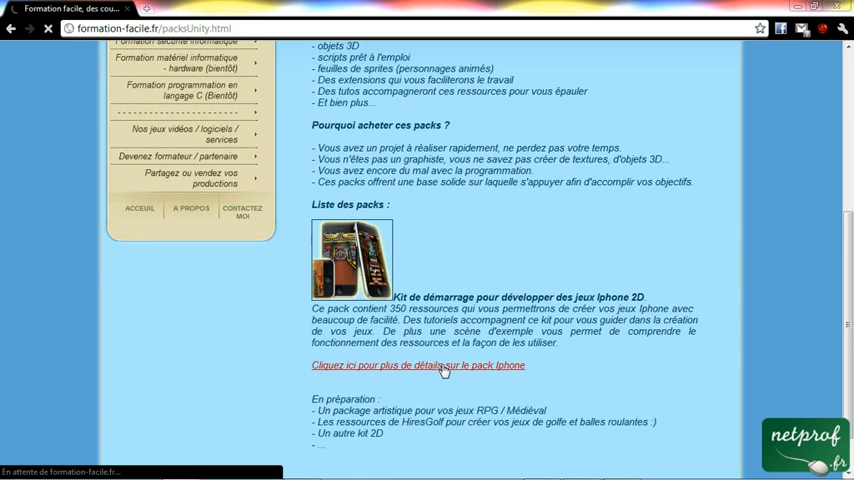 Formation facile, des cou...
formation-facile.fr/packsUnity.html
Formation sécurité informatique
Formation matériel informatique
- hardware (bientôt)
Formation programmation en
langage C (Bientôt)
- - - - - - - - - - - - - - - - - - - - - - -
Nos jeux vidéos / logiciels /
services
Devenez formateur / partenaire
Partagez ou vendez vos
productions
ACCEUIL
A PROPOS
CONTACTEZ
MOI
- objets 3D
- scripts prêt à l'emploi
- feuilles de sprites (personnages animés)
- Des extensions qui vous faciliterons le travail
- Des tutos accompagneront ces ressources pour vous épauler
- Et bien plus...
Pourquoi acheter ces packs ?
- Vous avez un projet à réaliser rapidement, ne perdez pas votre temps.
- Vous n'êtes pas un graphiste, vous ne savez pas créer de textures, d'objets 3D...
- Vous avez encore du mal avec la programmation.
- Ces packs offrent une base solide sur laquelle s'appuyer afin d'accomplir vos objectifs.
Liste des packs :
Kit de démarrage pour développer des jeux Iphone 2D.
Ce pack contient 350 ressources qui vous permettrons de créer vos jeux Iphone avec
beaucoup de facilité. Des tutoriels accompagnent ce kit pour vous guider dans la création
de vos jeux. De plus une scène d'exemple vous permet de comprendre le
fonctionnement des ressources et la façon de les utiliser.
Cliquez ici pour plus de détails sur le pack Iphone
En préparation :
- Un package artistique pour vos jeux RPG / Médiéval
- Les ressources de HiresGolf pour créer vos jeux de golfe et balles roulantes :)
- Un autre kit 2D
- ...
En attente de formation-facile.fr...
netprof
.fr